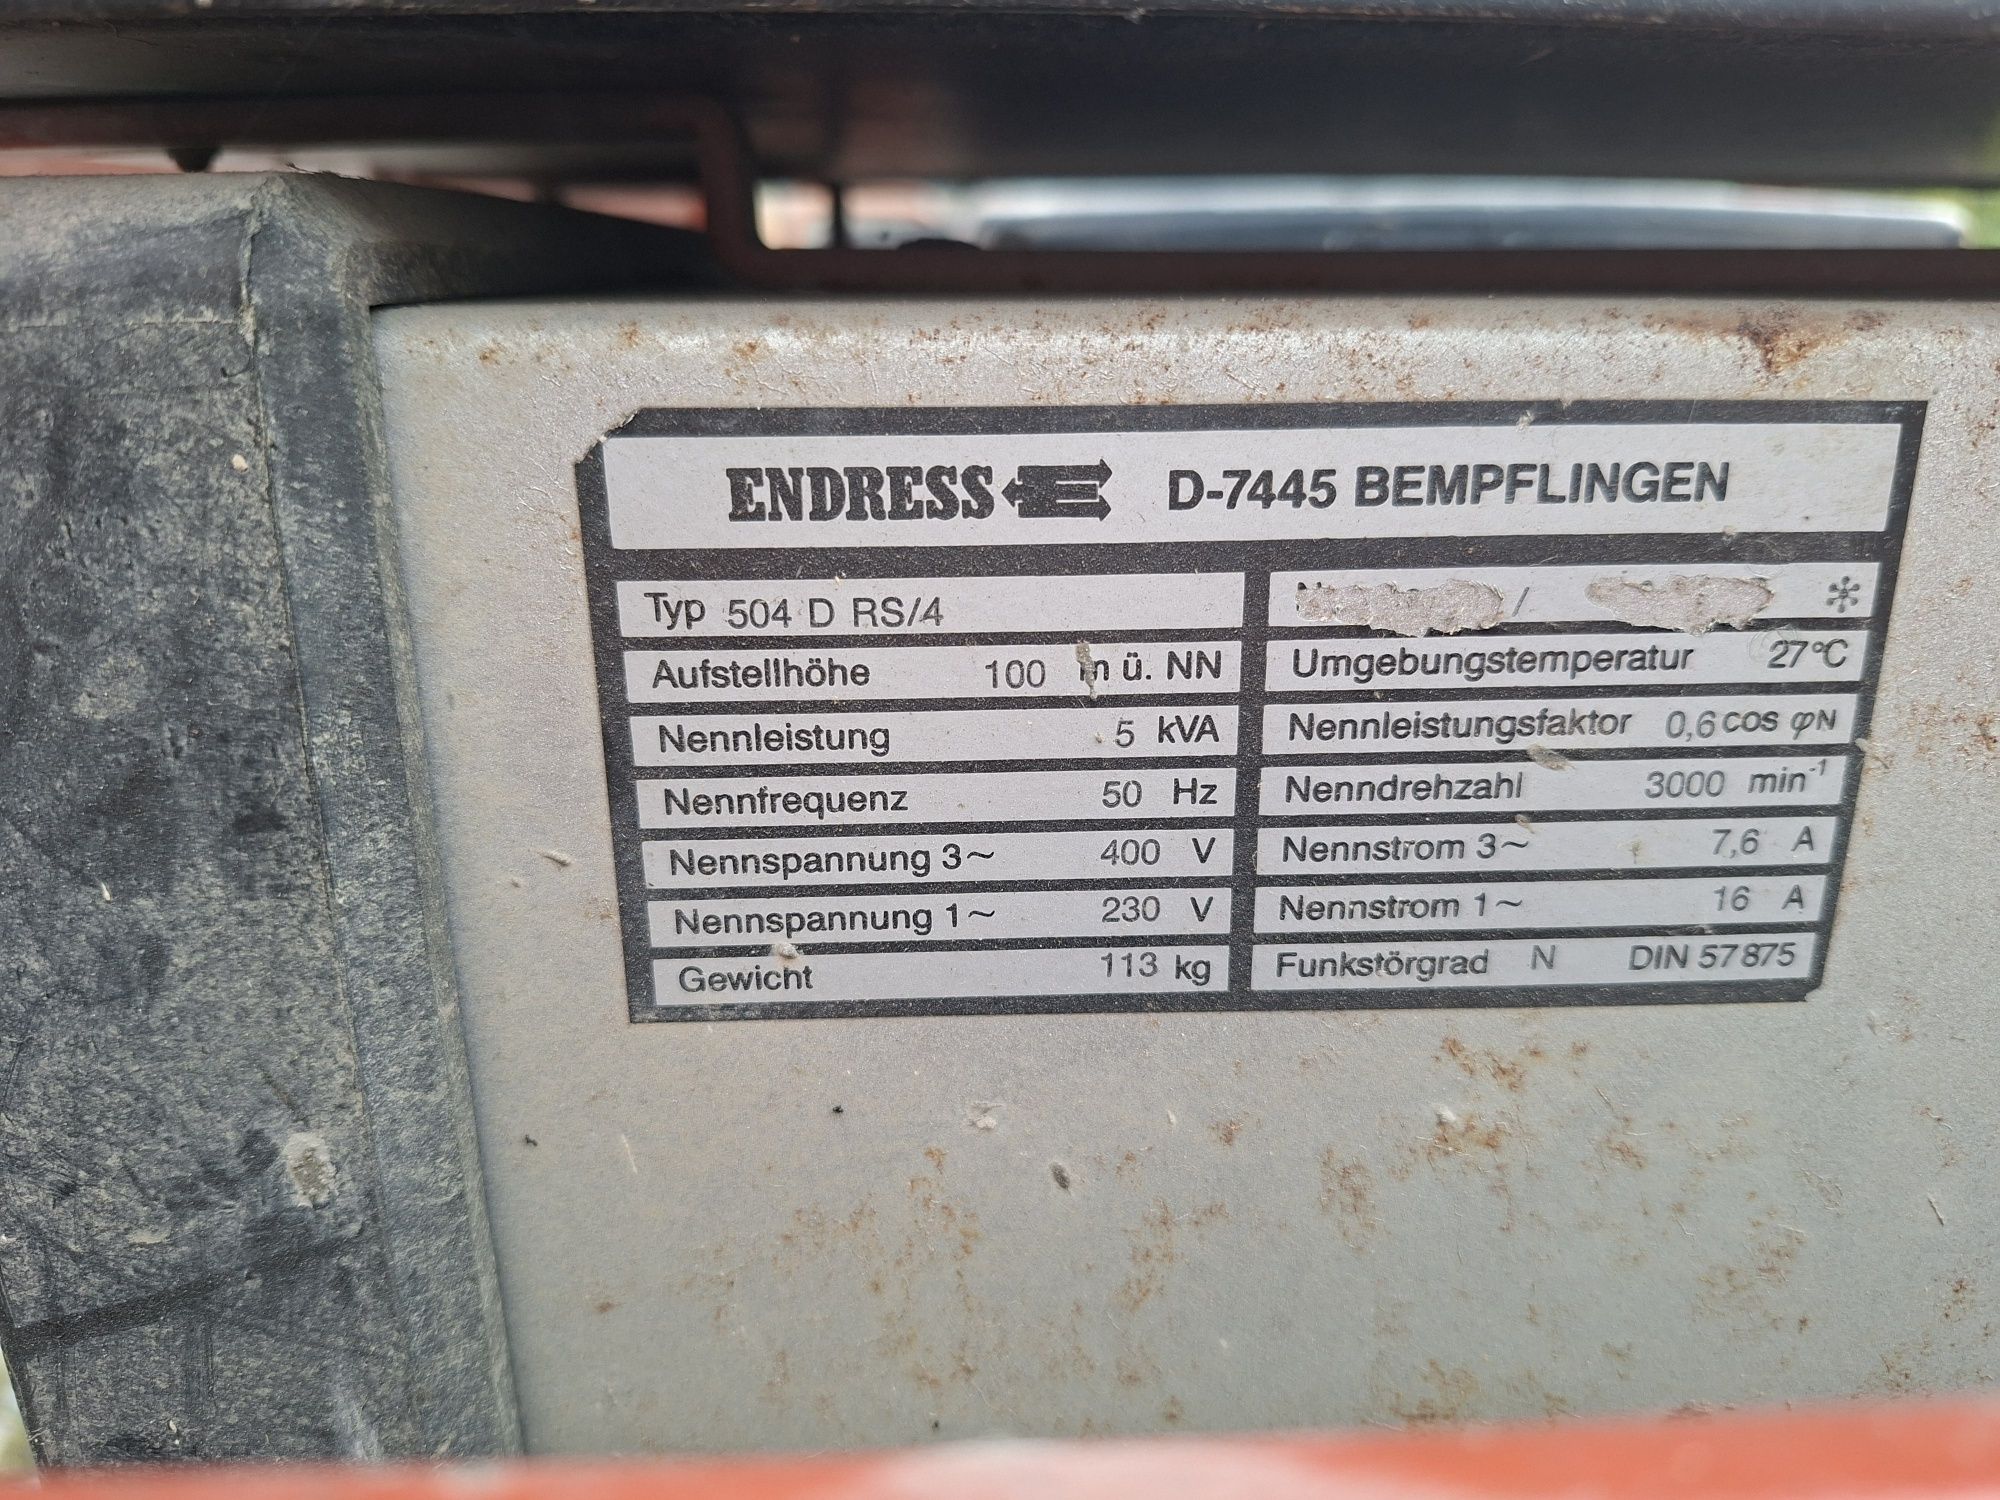 ENDRESS D-7445 BEMPFLINGEN
Typ 504 D RS/4
/ *
Aufstellhöhe 100 m ü. NN
Umgebungstemperatur 27°C
Nennleistung 5 kVA
Nennleistungsfaktor 0,6 cos φN
Nennfrequenz 50 Hz
Nenndrehzahl 3000 min⁻¹
Nennspannung 3~ 400 V
Nennstrom 3~ 7,6 A
Nennspannung 1~ 230 V
Nennstrom 1~ 16 A
Gewicht 113 kg
Funkstörgrad N DIN 57875